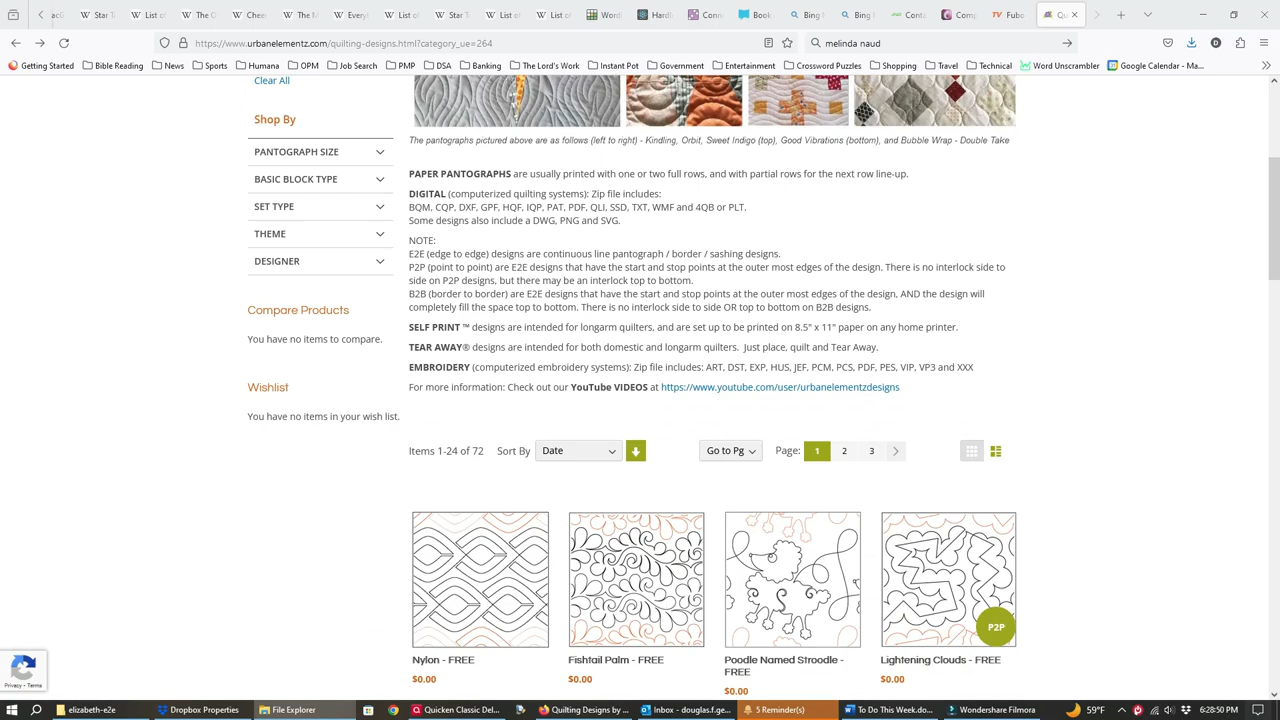 Qu
Kindli
Cont
Comp
Book
Bing
Bing
Ama
Conta
Comp
TV Fubo
Qu
https://www.urbanelementz.com/quilting-designs.html?category_ue=264
melinda naud
D
Getting Started
Bible Reading
News
Sports
Humana
OPM
Job Search
PMP
DSA
Banking
The Lord's Work
Instant Pot
Government
Entertainment
Crossword Puzzles
Shopping
Travel
Technical
Word Unscrambler
Google Calendar - Ma...
Clear All
Shop By
PANTOGRAPH SIZE
BASIC BLOCK TYPE
SET TYPE
THEME
DESIGNER
Compare Products
You have no items to compare.
Wishlist
You have no items in your wish list.
The pantographs pictured above are as follows (left to right) - Kindling, Orbit, Sweet Indigo (top), Good Vibrations (bottom), and Bubble Wrap - Double Take
PAPER PANTOGRAPHS are usually printed with one or two full rows, and with partial rows for the next row line-up.
DIGITAL (computerized quilting systems): Zip file includes:
BQM, CQP, DXF, GPF, HQF, IQP, PAT, PDF, QLI, SSD, TXT, WMF and 4QB or PLT.
Some designs also include a DWG, PNG and SVG.
NOTE:
E2E (edge to edge) designs are continuous line pantograph / border / sashing designs.
P2P (point to point) are E2E designs that have the start and stop points at the outer most edges of the design. There is no interlock side to
side on P2P designs, but there may be an interlock top to bottom.
B2B (border to border) are E2E designs that have the start and stop points at the outer most edges of the design, AND the design will
completely fill the space top to bottom. There is no interlock side to side OR top to bottom on B2B designs.
SELF PRINT ™ designs are intended for longarm quilters, and are set up to be printed on 8.5" x 11" paper on any home printer.
TEAR AWAY® designs are intended for both domestic and longarm quilters. Just place, quilt and Tear Away.
EMBROIDERY (computerized embroidery systems): Zip file includes: ART, DST, EXP, HUS, JEF, PCM, PCS, PDF, PES, VIP, VP3 and XXX
For more information: Check out our YouTube VIDEOS at https://www.youtube.com/user/urbanelementzdesigns
Items 1-24 of 72
Sort By
Date
Go to Pg
Page:
1
2
3
P2P
Nylon - FREE
$0.00
Fishtail Palm - FREE
$0.00
Poodle Named Stroodle -
FREE
$0.00
Lightening Clouds - FREE
$0.00
Privacy - Terms
elizabeth-e2e
Dropbox Properties
File Explorer
Quicken Classic Del...
Quilting Designs by ...
Inbox - douglas.f.ge...
5 Reminder(s)
To Do This Week.do...
Wondershare Filmora
59°F
6:28:50 PM